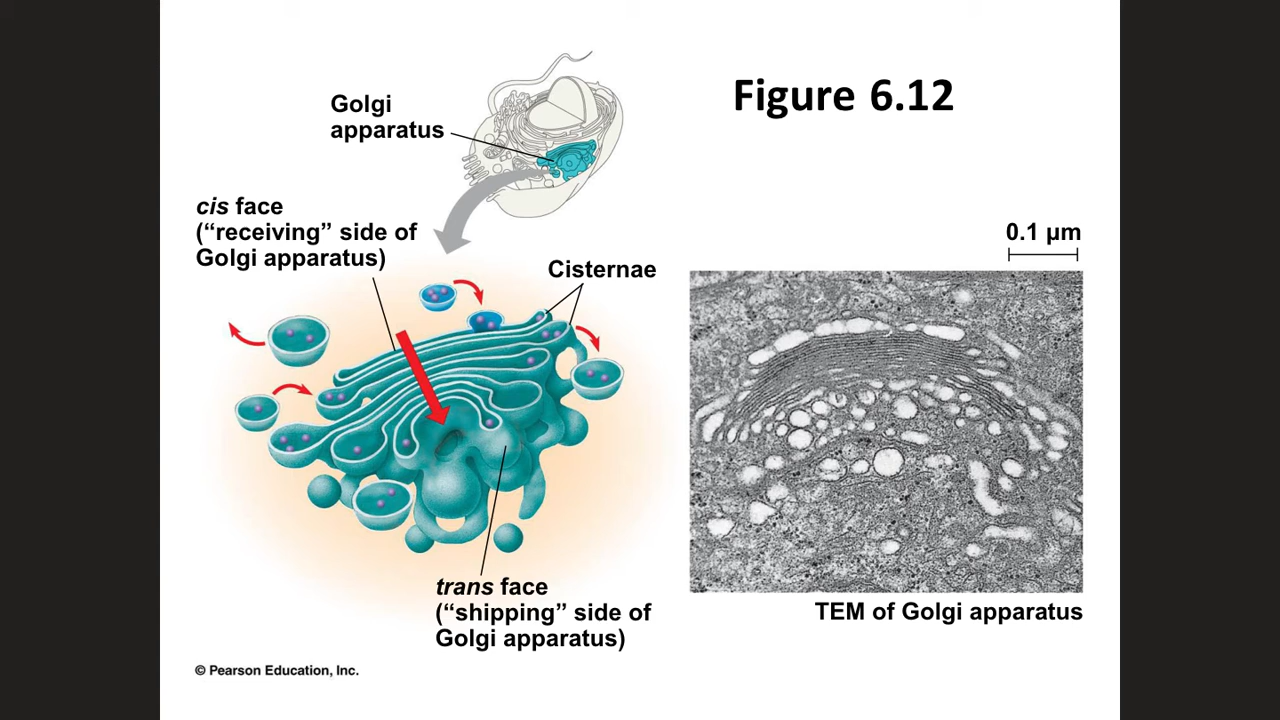 Figure 6.12
Golgi
apparatus
cis face
(“receiving” side of
Golgi apparatus)
Cisternae
0.1 μm
trans face
(“shipping” side of
Golgi apparatus)
TEM of Golgi apparatus
© Pearson Education, Inc.